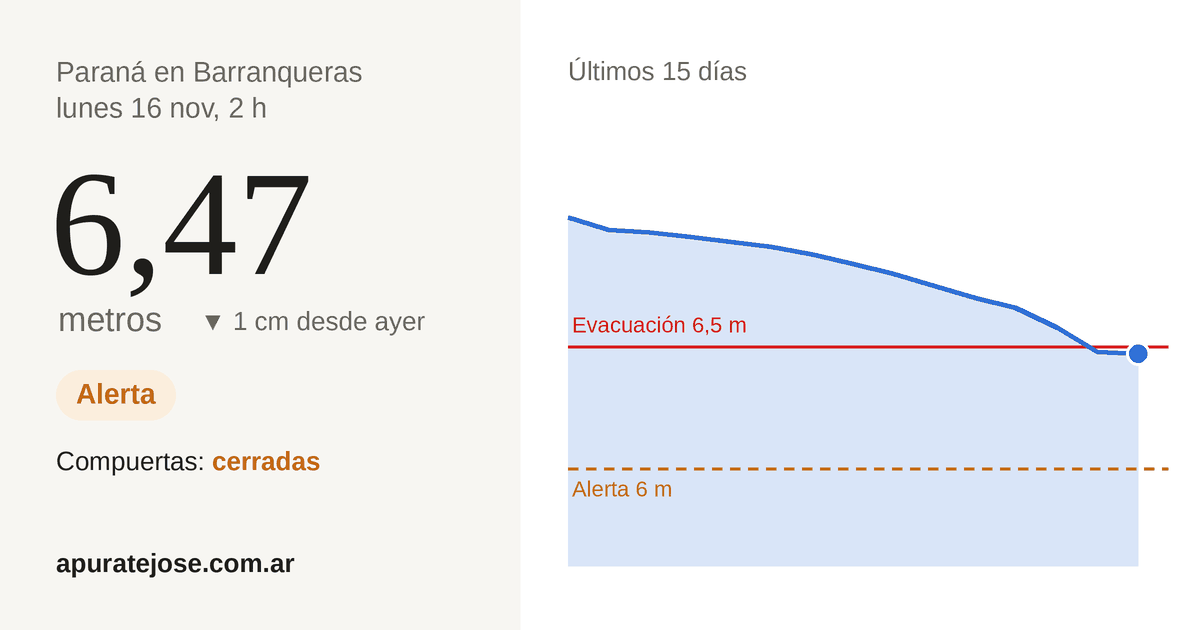 Paraná en Barranqueras
lunes 16 nov, 2 h
6,47
metros ▼ 1 cm desde ayer
Alerta
Compuertas: cerradas
apuratejose.com.ar
Últimos 15 días
Evacuación 6,5 m
Alerta 6 m